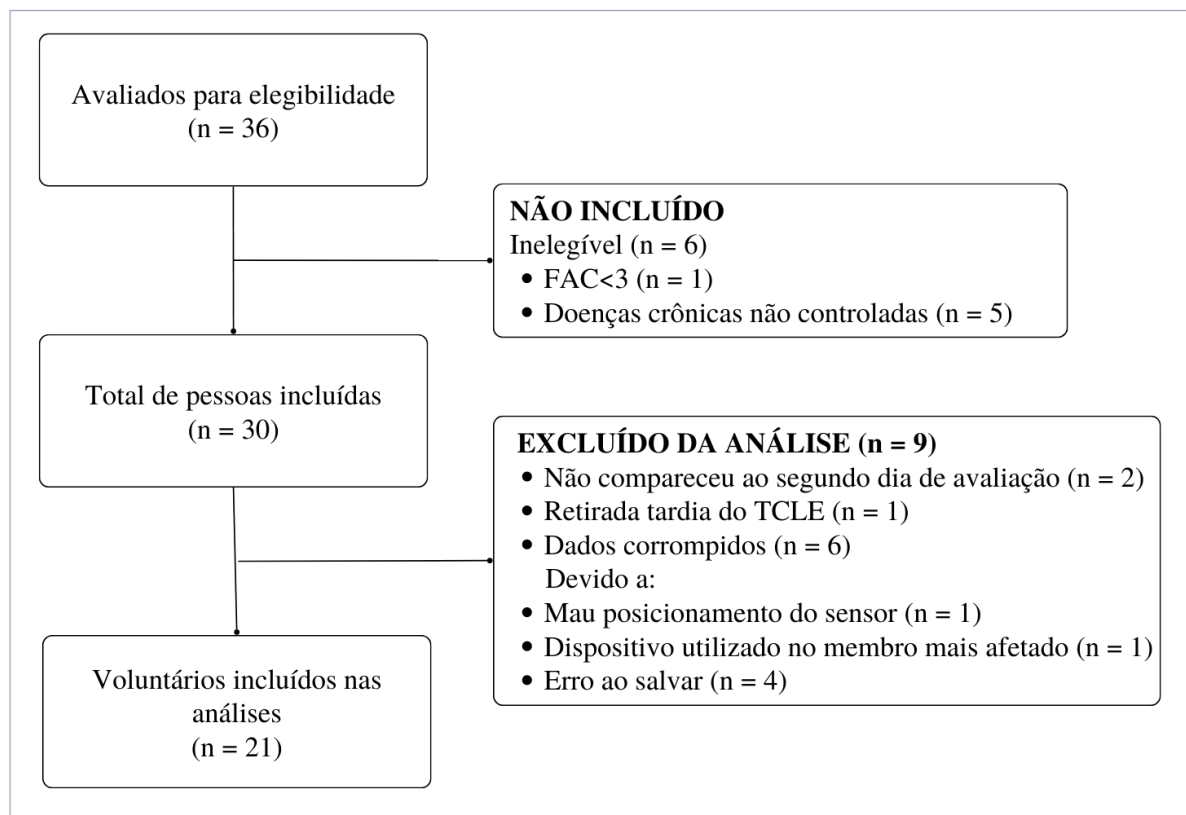 Avaliados para elegibilidade
(n = 36)
NÃO INCLUÍDO
Inelegível (n = 6)
• FAC<3 (n = 1)
• Doenças crônicas não controladas (n = 5)
Total de pessoas incluídas
(n = 30)
EXCLUÍDO DA ANÁLISE (n = 9)
• Não compareceu ao segundo dia de avaliação (n = 2)
• Retirada tardia do TCLE (n = 1)
• Dados corrompidos (n = 6)
Devido a:
• Mau posicionamento do sensor (n = 1)
• Dispositivo utilizado no membro mais afetado (n = 1)
• Erro ao salvar (n = 4)
Voluntários incluídos nas
análises
(n = 21)